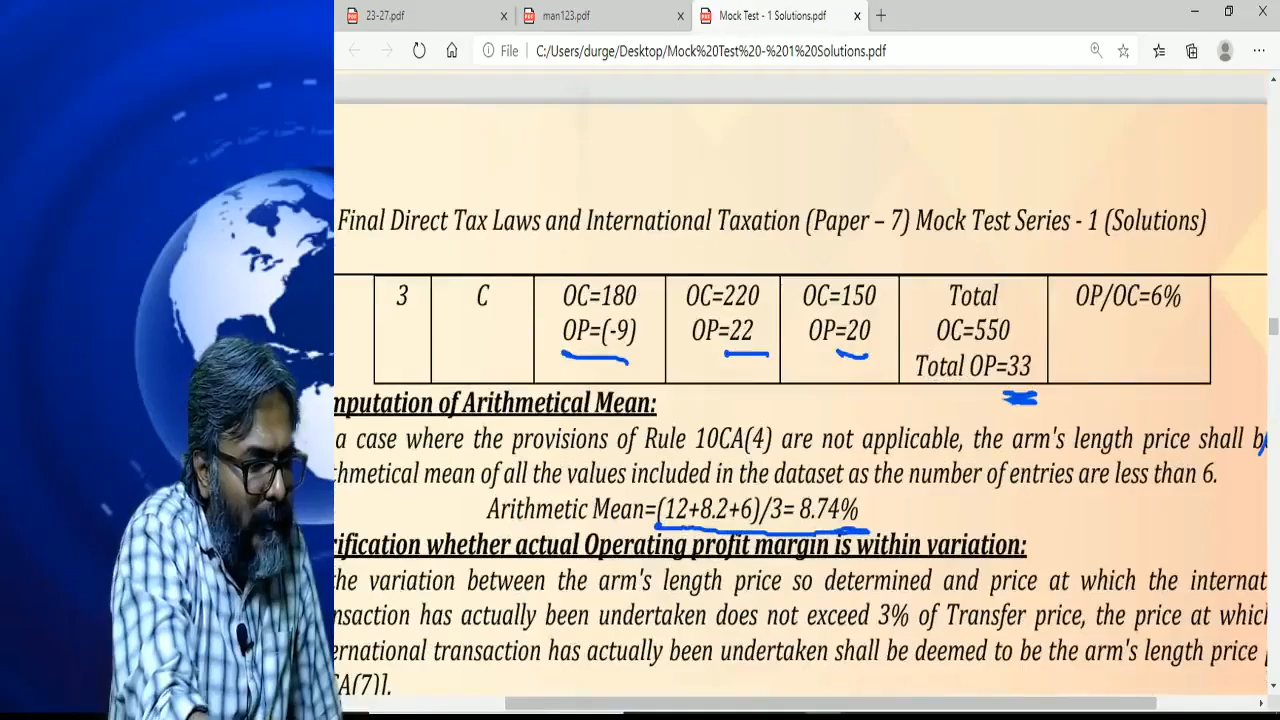 23-27.pdf
man123.pdf
Mock Test - 1 Solutions.pdf
File
C:/Users/durge/Desktop/Mock%20Test%20-%201%20Solutions.pdf
Final Direct Tax Laws and International Taxation (Paper – 7) Mock Test Series - 1 (Solutions)
3
C
OC=180
OP=(-9)
OC=220
OP=22
OC=150
OP=20
Total
OC=550
Total OP=33
OP/OC=6%
mputation of Arithmetical Mean:
a case where the provisions of Rule 10CA(4) are not applicable, the arm's length price shall b
thmetical mean of all the values included in the dataset as the number of entries are less than 6.
Arithmetic Mean=(12+8.2+6)/3= 8.74%
rification whether actual Operating profit margin is within variation:
he variation between the arm's length price so determined and price at which the internat
nsaction has actually been undertaken does not exceed 3% of Transfer price, the price at whic
ernational transaction has actually been undertaken shall be deemed to be the arm's length price
CA(7)].